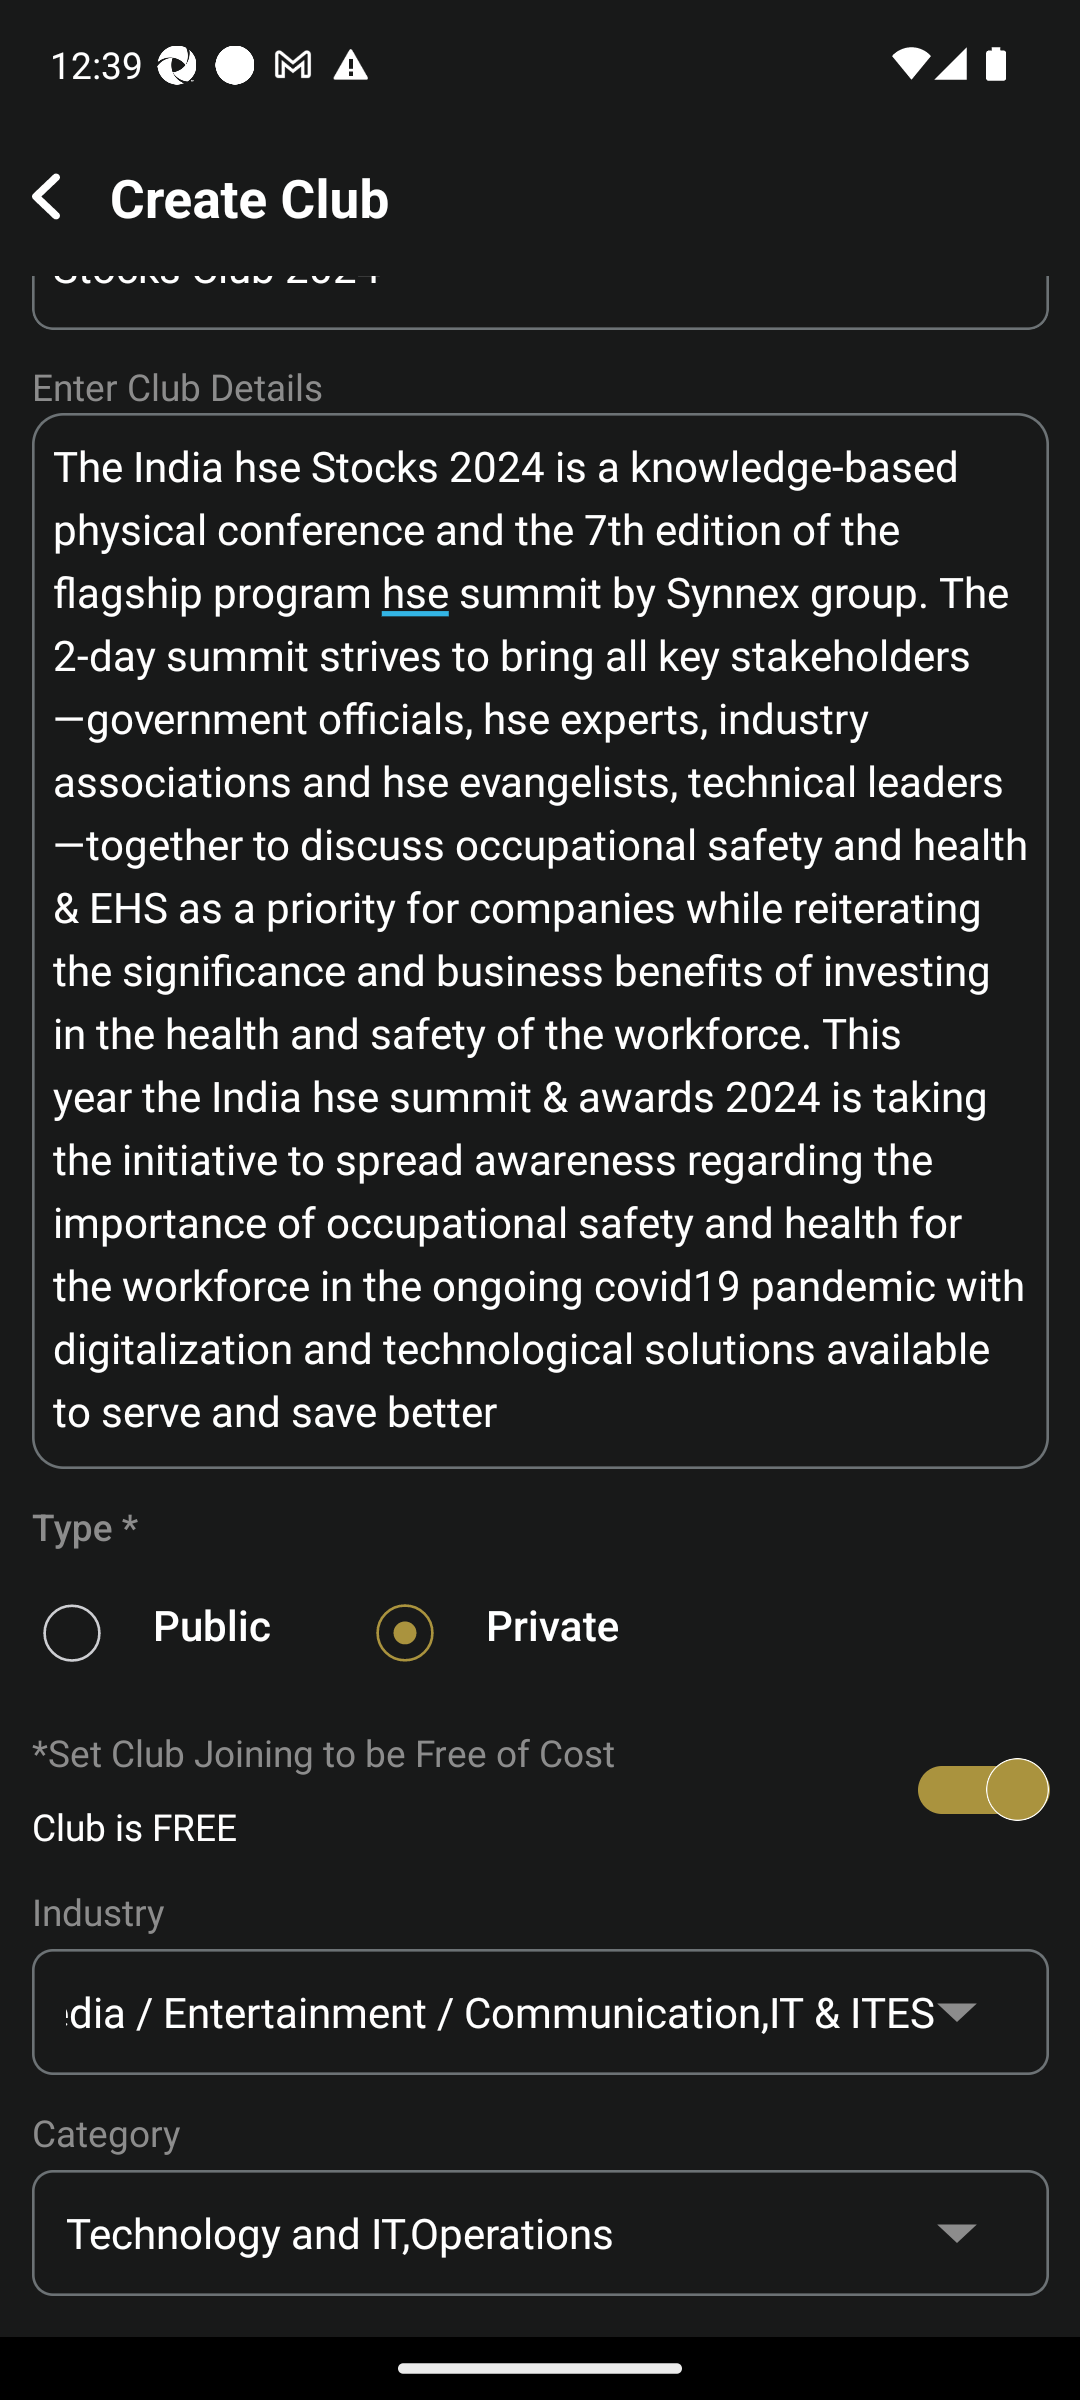 12:39
Create Club
Stocks Club 2024
Enter Club Details
The India hse Stocks 2024 is a knowledge-based
physical conference and the 7th edition of the
flagship program hse summit by Synnex group. The
2-day summit strives to bring all key stakeholders
—government officials, hse experts, industry
associations and hse evangelists, technical leaders
—together to discuss occupational safety and health
& EHS as a priority for companies while reiterating
the significance and business benefits of investing
in the health and safety of the workforce. This
year the India hse summit & awards 2024 is taking
the initiative to spread awareness regarding the
importance of occupational safety and health for
the workforce in the ongoing covid19 pandemic with
digitalization and technological solutions available
to serve and save better
Type *
Public Private
*Set Club Joining to be Free of Cost
Club is FREE
Industry
dia / Entertainment / Communication,IT & ITES
Category
Technology and IT,Operations